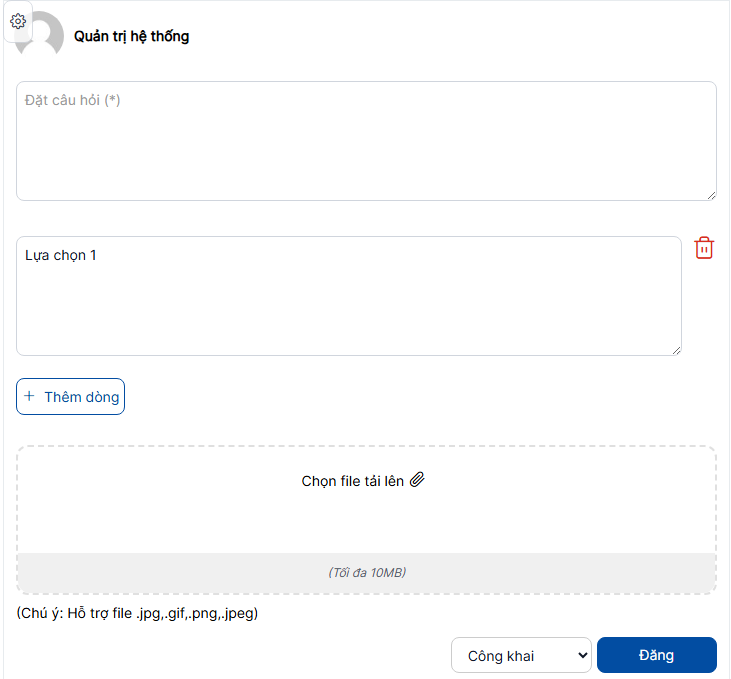 Quản trị hệ thống
Đặt câu hỏi (*)
Lựa chọn 1
+ Thêm dòng
Chọn file tải lên
(Tối đa 10MB)
(Chú ý: Hỗ trợ file .jpg,.gif,.png,.jpeg)
Công khai
Đăng